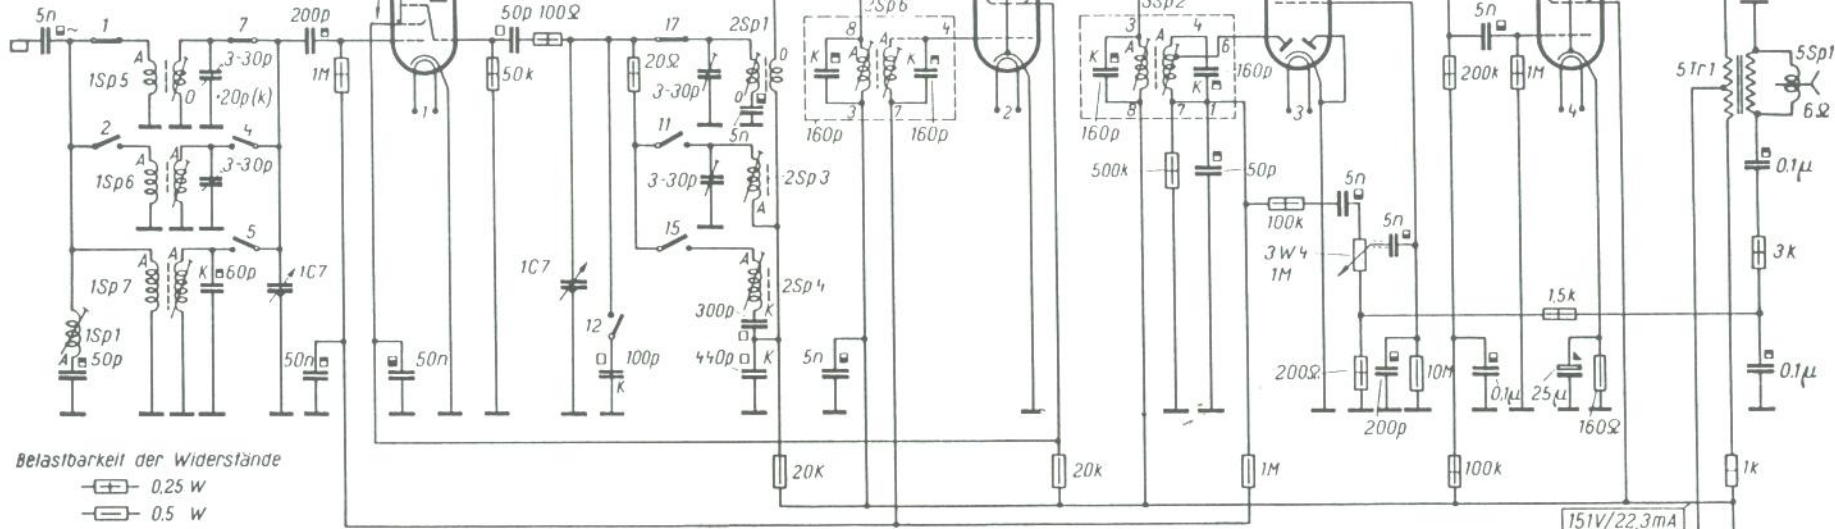 5n ~ 1 7 200p 50p 100Ω 17 2Sp1 8 2Sp6 4 3 2Sp2 4 5n 5Sp1
A 3-30p 1M 50k 20Ω 3-30p O K A K K A K 6 160p 200k 1M 5Tr1 6Ω
1Sp5 O 20p(k) 1 O 5n 3 7 2 8 7 1 3 4
2 4 160p 160p 160p 0.1µ
1Sp6 A A 3-30p 11 3-30p A 2Sp3 500k 50p
5 15 100k 5n 5n
1Sp7 A A K 60p 1C7 1C7 A 2Sp4 3W4 1M 3k
1Sp1 A 50p 12 300p K 1,5k
50n 50n 100p K 440p K 5n 200Ω 10M 0,1µ 25µ 0.1µ
200p 160Ω
Belastbarkeit der Widerstände
0,25 W
0,5 W
20K 20k 1M 100k 1k
151V/22,3mA